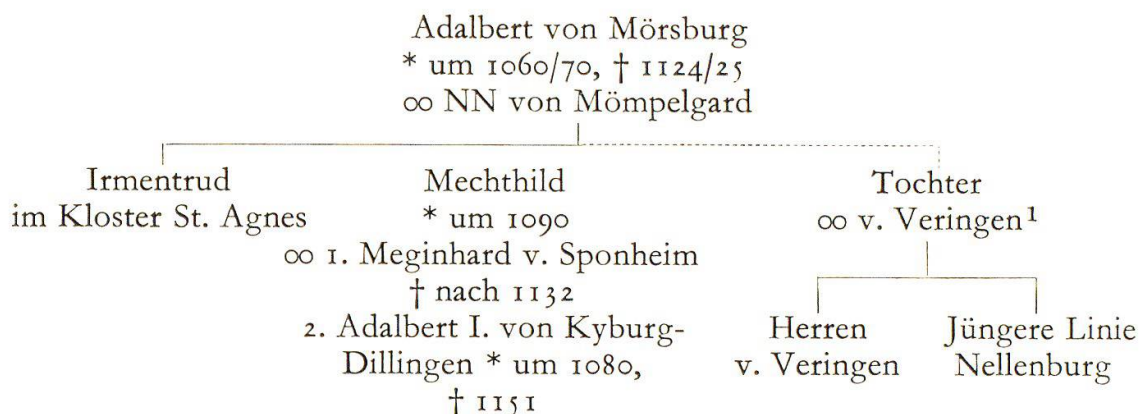 Adalbert von Mörsburg
* um 1060/70, † 1124/25
∞ NN von Mömpelgard
Irmentrud
im Kloster St. Agnes
Mechthild
* um 1090
∞ 1. Meginhard v. Sponheim
† nach 1132
2. Adalbert I. von Kyburg-
Dillingen * um 1080,
† 1151
Tochter
∞ v. Veringen¹
Herren
v. Veringen
Jüngere Linie
Nellenburg